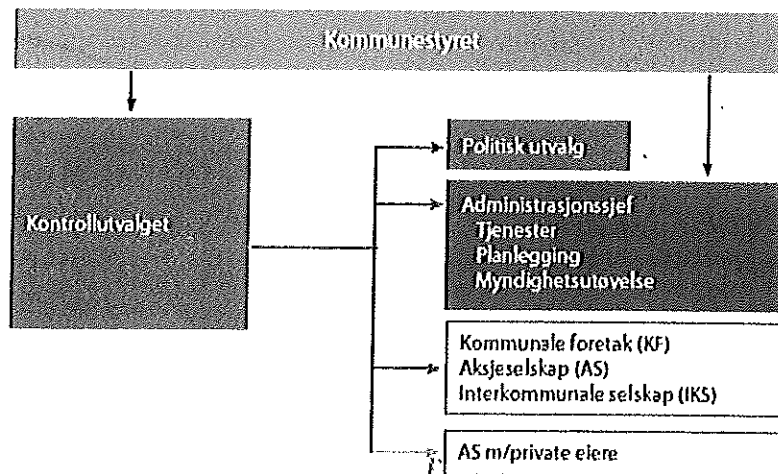 Kommunestyret
Kontrollutvalget
Politisk utvalg
Administrasjonssjef
Tjenester
Planlegging
Myndighetsutøvelse
Kommunale foretak (KF)
Aksjeselskap (AS)
Interkommunale selskap (IKS)
AS m/private eiere